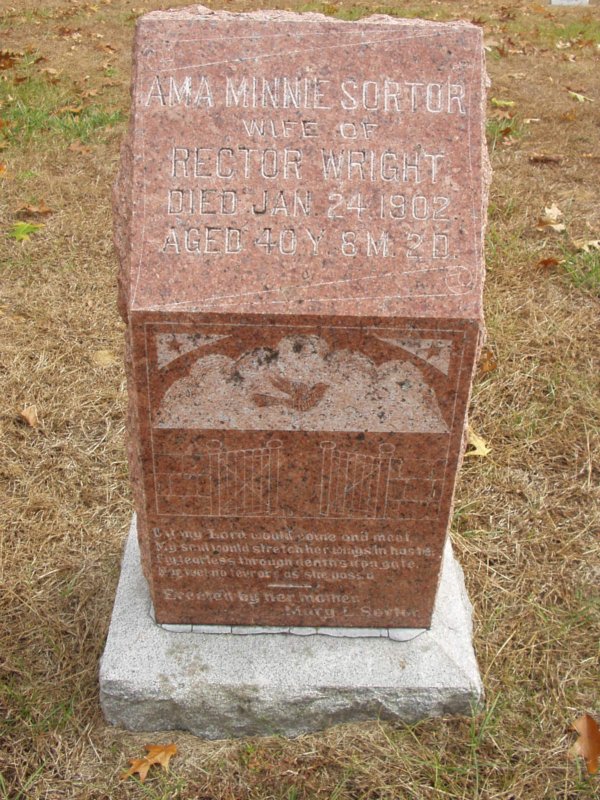 AMA MINNIE SORTOR
WIFE OF
RECTOR WRIGHT
DIED JAN. 24. 1902.
AGED 40 Y. 8 M. 2 D.
my Lord would come and meet
My soul would stretch her wings in haste,
Fly fearless through death's iron gate,
Nor feel no terrors as she pass'd
Erected by her mother
Mary L. Sortor